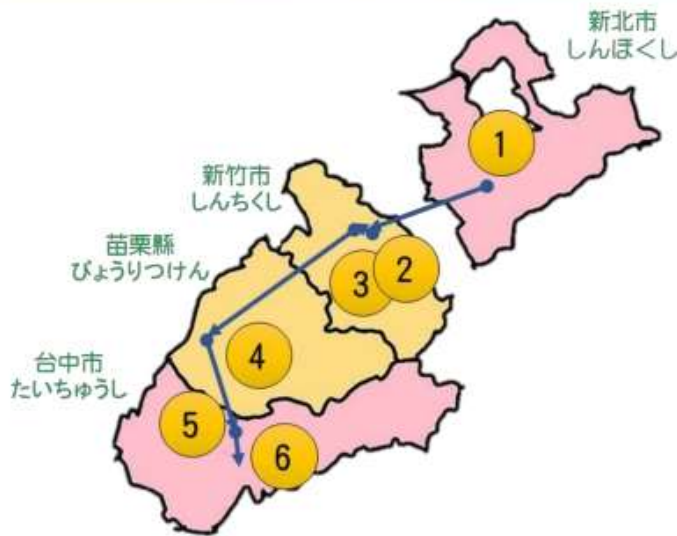 新北市
しんほくし
1
新竹市
しんちくし
2
3
苗栗縣
びょうりつけん
4
台中市
たいちゅうし
5
6